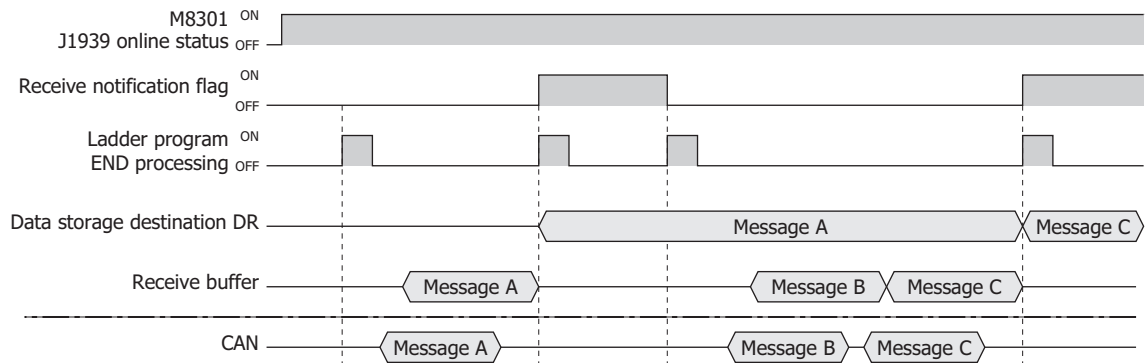 M8301 ON
J1939 online status OFF
Receive notification flag ON
OFF
Ladder program ON
END processing OFF
Data storage destination DR Message A Message C
Receive buffer Message A Message B Message C
CAN Message A Message B Message C